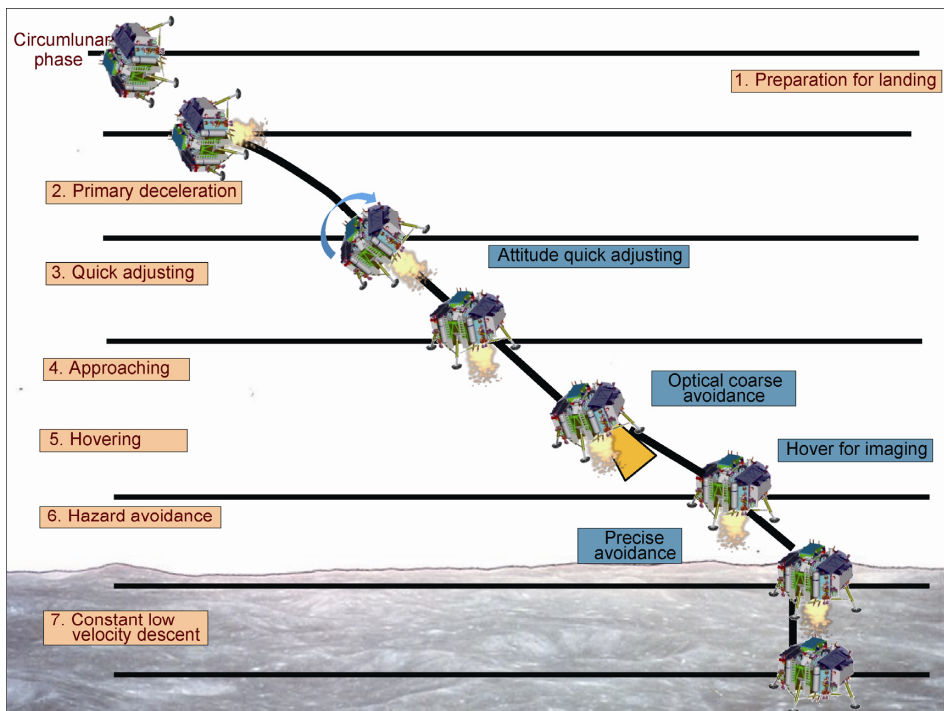 Circumlunar
phase
1. Preparation for landing
2. Primary deceleration
3. Quick adjusting
Attitude quick adjusting
4. Approaching
Optical coarse
avoidance
5. Hovering
Hover for imaging
6. Hazard avoidance
Precise
avoidance
7. Constant low
velocity descent